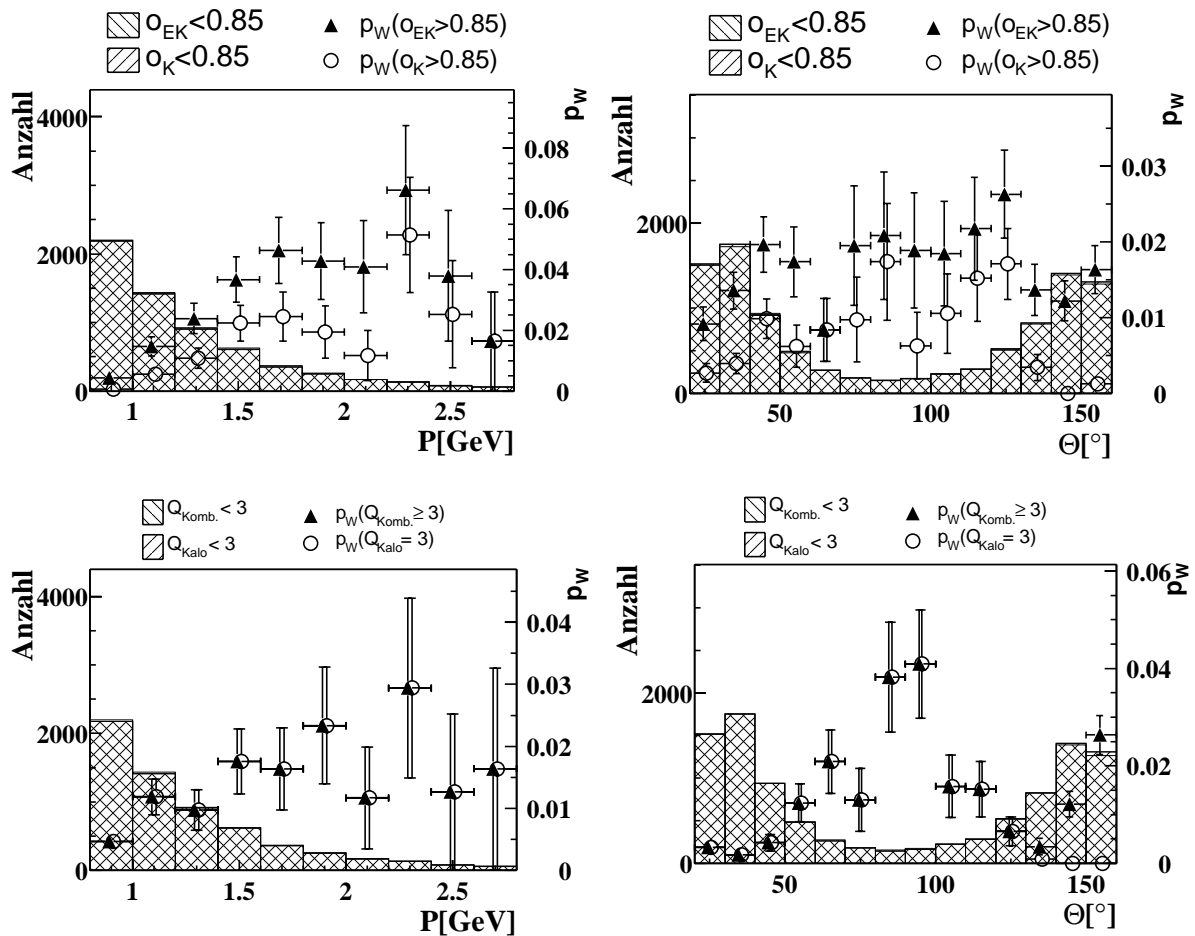 o_EK<0.85 ▲ p_W(o_EK>0.85)
o_K<0.85 ○ p_W(o_K>0.85)
Anzahl
4000
2000
0
p_W
0.08
0.06
0.04
0.02
0
1 1.5 2 2.5
P[GeV]
o_EK<0.85 ▲ p_W(o_EK>0.85)
o_K<0.85 ○ p_W(o_K>0.85)
Anzahl
2000
0
p_W
0.03
0.02
0.01
0
50 100 150
Θ[°]
Q_Komb.< 3 ▲ p_W(Q_Komb.≥ 3)
Q_Kalo< 3 ○ p_W(Q_Kalo= 3)
Anzahl
4000
2000
0
p_W
0.04
0.03
0.02
0.01
0
1 1.5 2 2.5
P[GeV]
Q_Komb.< 3 ▲ p_W(Q_Komb.≥ 3)
Q_Kalo< 3 ○ p_W(Q_Kalo= 3)
Anzahl
2000
0
p_W
0.06
0.04
0.02
0
50 100 150
Θ[°]